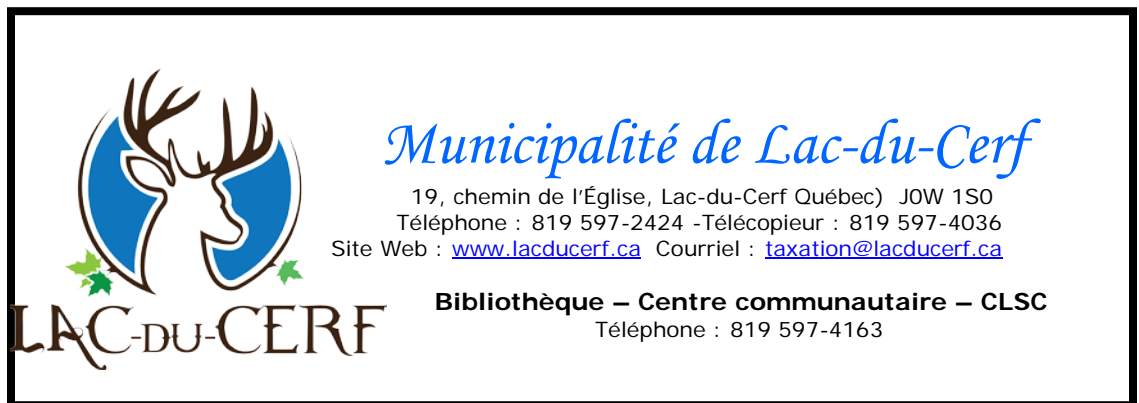 Municipalité de Lac-du-Cerf
19, chemin de l'Église, Lac-du-Cerf Québec)  J0W 1S0
Téléphone : 819 597-2424 -Télécopieur : 819 597-4036
Site Web : www.lacducerf.ca  Courriel : taxation@lacducerf.ca
Bibliothèque – Centre communautaire – CLSC
Téléphone : 819 597-4163
LAC-DU-CERF